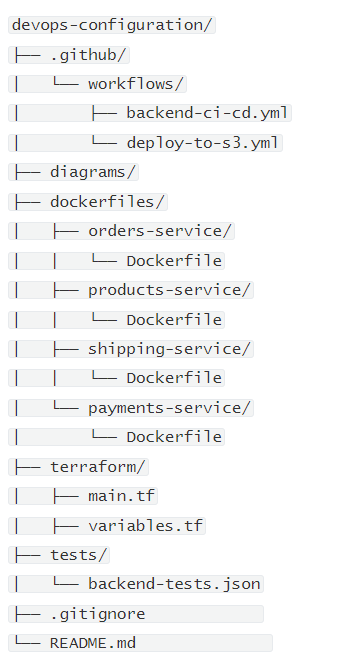 devops-configuration/
├── .github/
│   └── workflows/
│       ├── backend-ci-cd.yml
│       └── deploy-to-s3.yml
├── diagrams/
├── dockerfiles/
│   ├── orders-service/
│   │   └── Dockerfile
│   ├── products-service/
│   │   └── Dockerfile
│   ├── shipping-service/
│   │   └── Dockerfile
│   └── payments-service/
│       └── Dockerfile
├── terraform/
│   ├── main.tf
│   ├── variables.tf
├── tests/
│   └── backend-tests.json
├── .gitignore
└── README.md